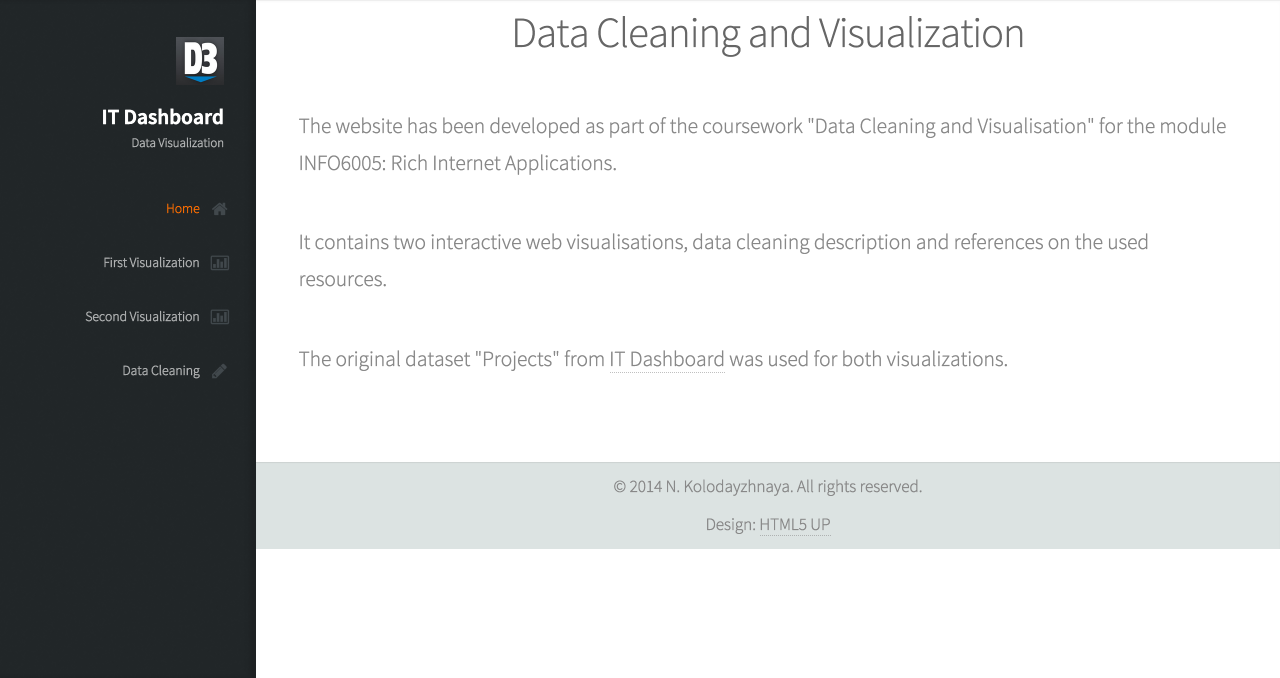 D3
IT Dashboard
Data Visualization
Home
First Visualization
Second Visualization
Data Cleaning
Data Cleaning and Visualization
The website has been developed as part of the coursework "Data Cleaning and Visualisation" for the module
INFO6005: Rich Internet Applications.
It contains two interactive web visualisations, data cleaning description and references on the used
resources.
The original dataset "Projects" from IT Dashboard was used for both visualizations.
© 2014 N. Kolodayzhnaya. All rights reserved.
Design: HTML5 UP